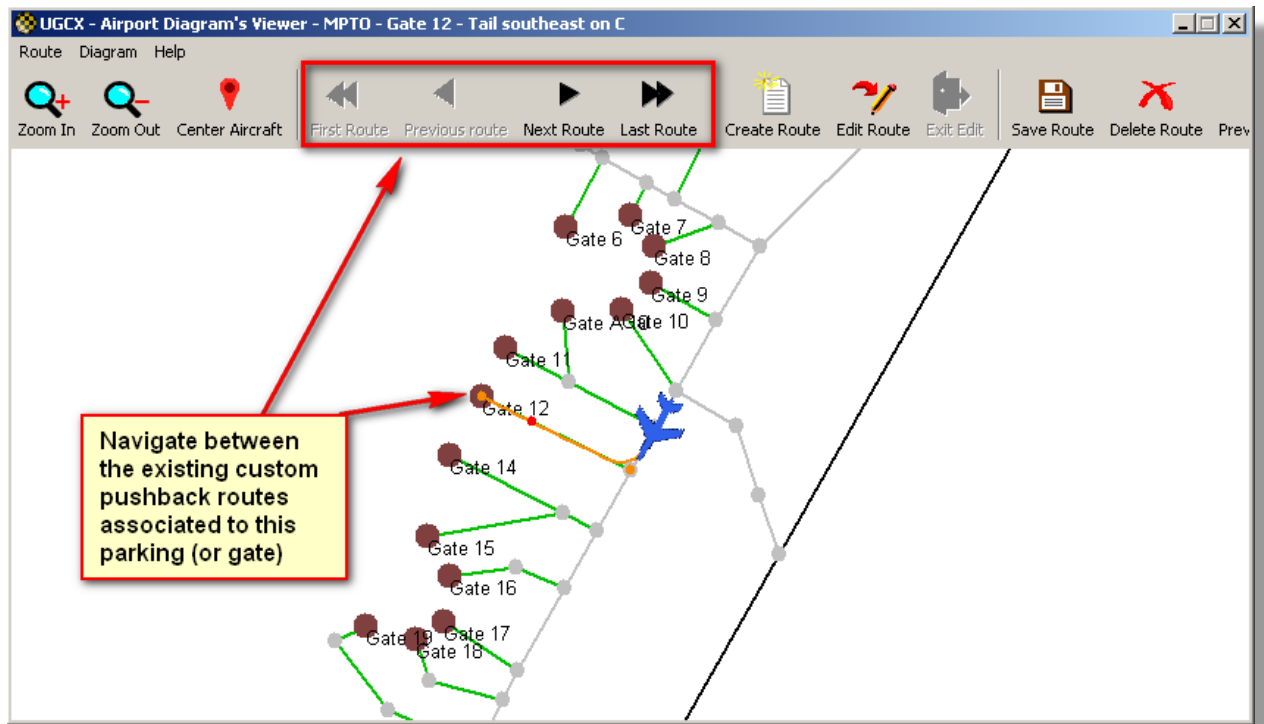 UGCX - Airport Diagram's Viewer - MPTO - Gate 12 - Tail southeast on C
Route Diagram Help
Zoom In Zoom Out Center Aircraft First Route Previous route Next Route Last Route Create Route Edit Route Exit Edit Save Route Delete Route Prev
Gate 6
Gate 7
Gate 8
Gate 9
Gate A 10
Gate 10
Gate 11
Gate 12
Gate 14
Gate 15
Gate 16
Gate 17
Gate 19
Gate 18
Navigate between
the existing custom
pushback routes
associated to this
parking (or gate)